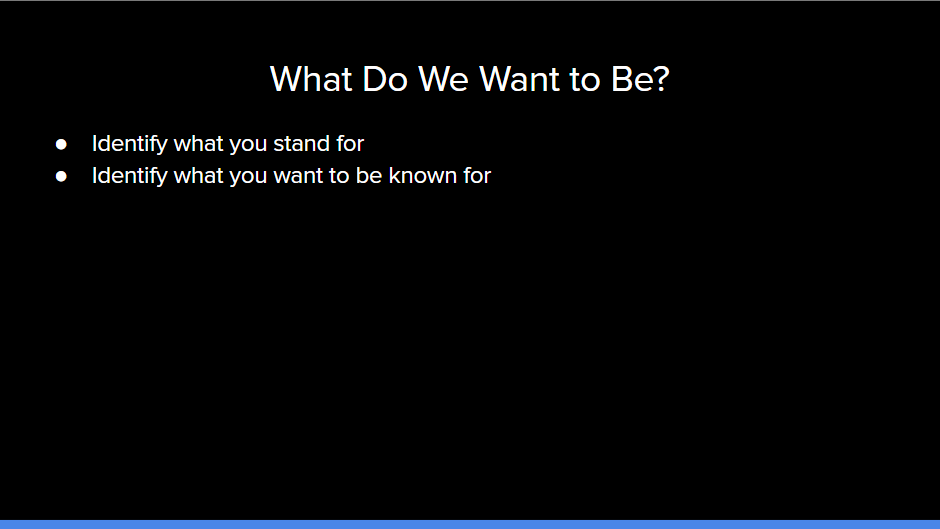 What Do We Want to Be?
● Identify what you stand for
● Identify what you want to be known for